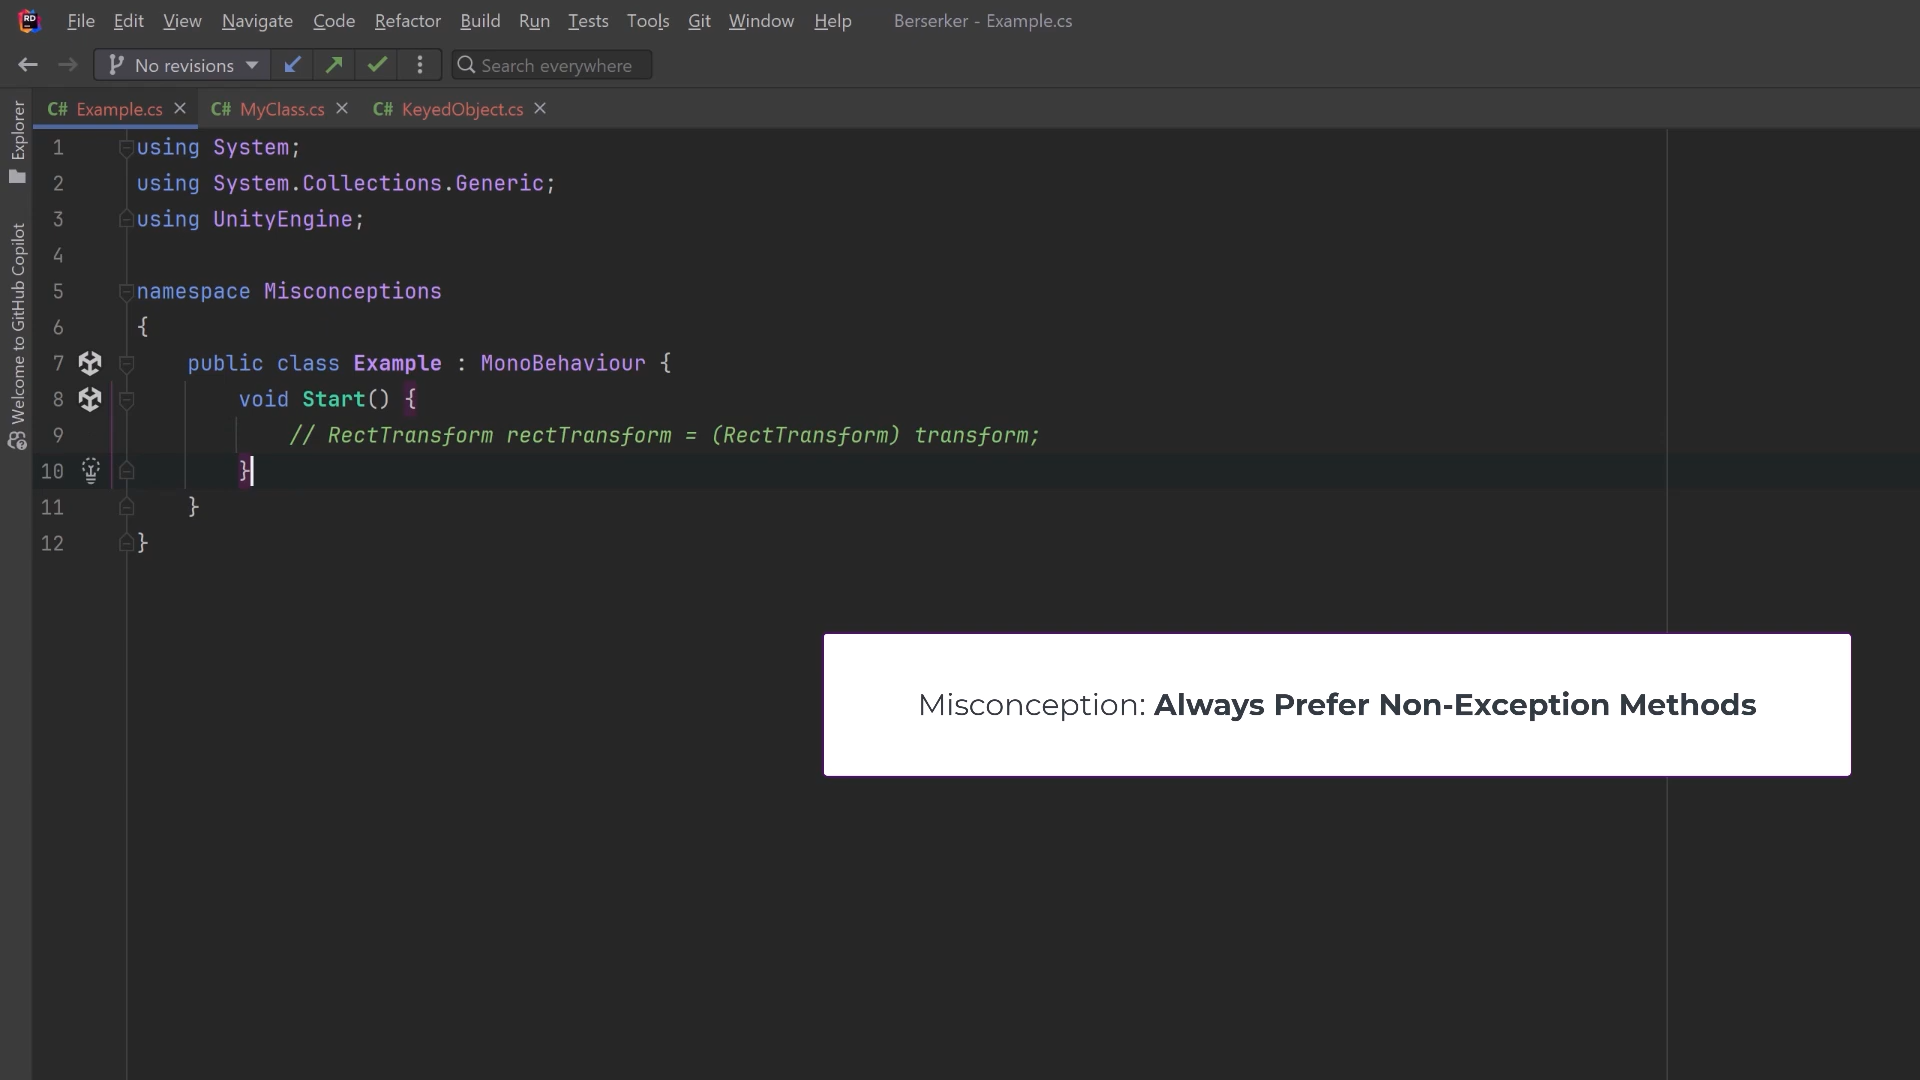 RD File Edit View Navigate Code Refactor Build Run Tests Tools Git Window Help Berserker - Example.cs
No revisions Search everywhere
C# Example.cs C# MyClass.cs C# KeyedObject.cs
Explorer
Welcome to GitHub Copilot
1 using System;
2 using System.Collections.Generic;
3 using UnityEngine;
4
5 namespace Misconceptions
6 {
7 public class Example : MonoBehaviour {
8 void Start() {
9 // RectTransform rectTransform = (RectTransform) transform;
10 }
11 }
12 }
Misconception: Always Prefer Non-Exception Methods